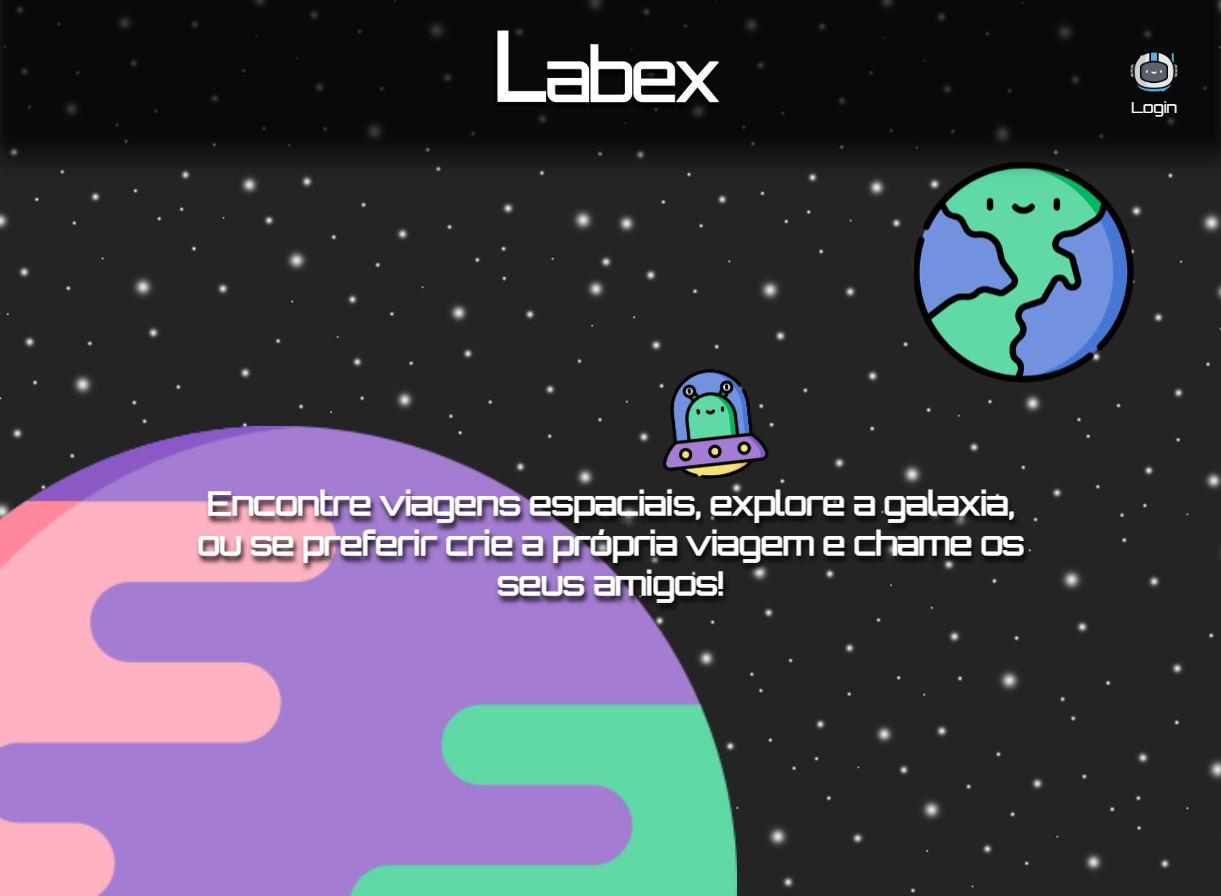 Labex
Login
Encontre viagens espaciais, explore a galaxia,
ou se preferir crie a própria viagem e chame os
seus amigos!